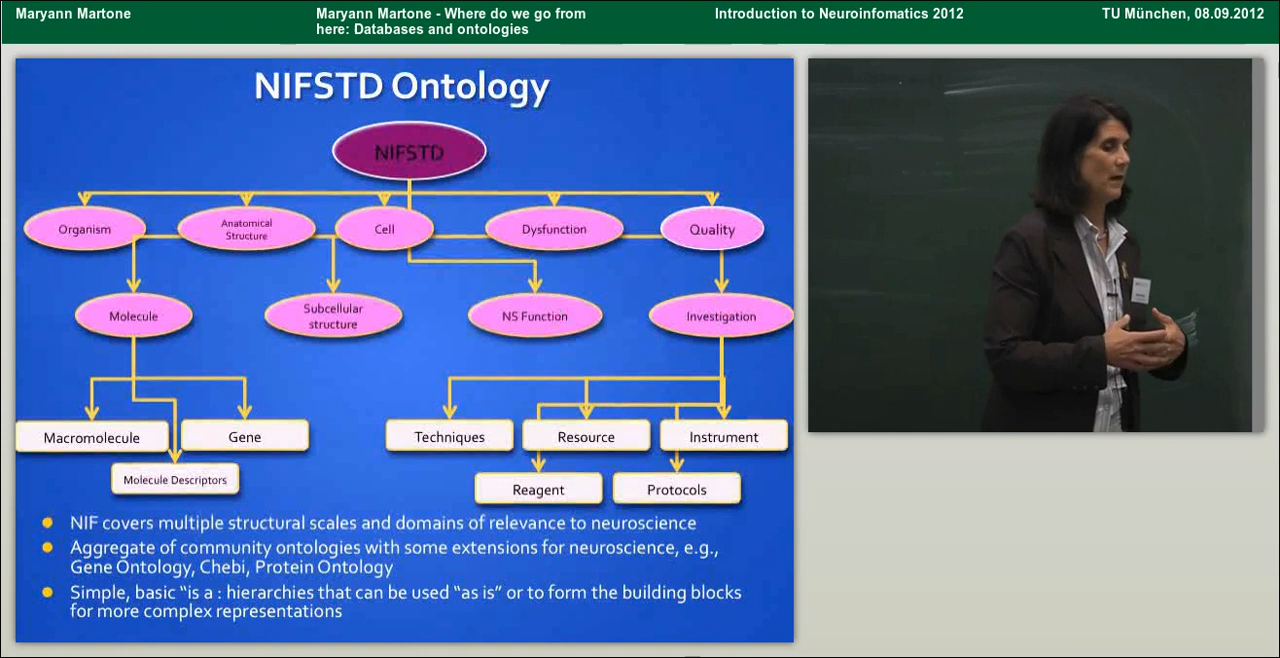 Maryann Martone
Maryann Martone - Where do we go from
here: Databases and ontologies
Introduction to Neuroinfomatics 2012
TU München, 08.09.2012
NIFSTD Ontology
NIFSTD
Organism
Anatomical
Structure
Cell
Dysfunction
Quality
Molecule
Subcellular
structure
NS Function
Investigation
Macromolecule
Gene
Techniques
Resource
Instrument
Molecule Descriptors
Reagent
Protocols
NIF covers multiple structural scales and domains of relevance to neuroscience
Aggregate of community ontologies with some extensions for neuroscience, e.g.,
Gene Ontology, Chebi, Protein Ontology
Simple, basic “is a : hierarchies that can be used “as is” or to form the building blocks
for more complex representations